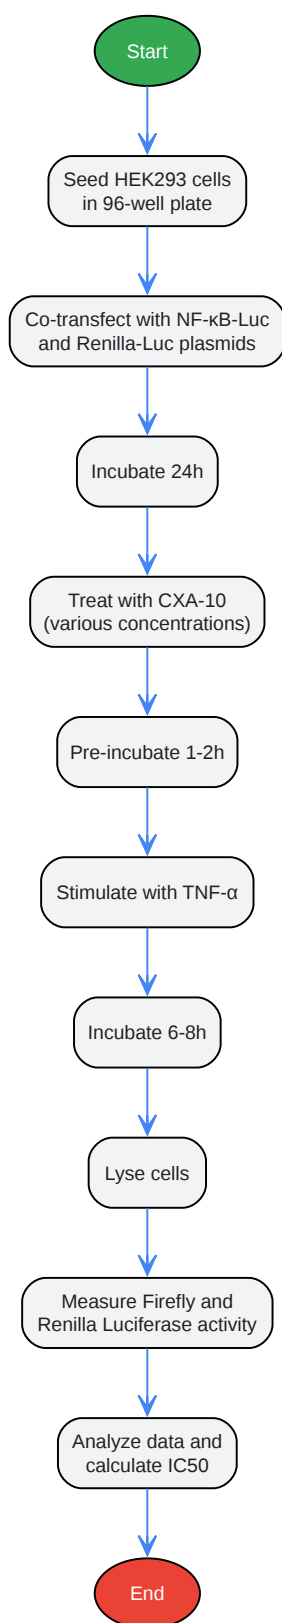 Start
Seed HEK293 cells
in 96-well plate
Co-transfect with NF-κB-Luc
and Renilla-Luc plasmids
Incubate 24h
Treat with CXA-10
(various concentrations)
Pre-incubate 1-2h
Stimulate with TNF-α
Incubate 6-8h
Lyse cells
Measure Firefly and
Renilla Luciferase activity
Analyze data and
calculate IC50
End